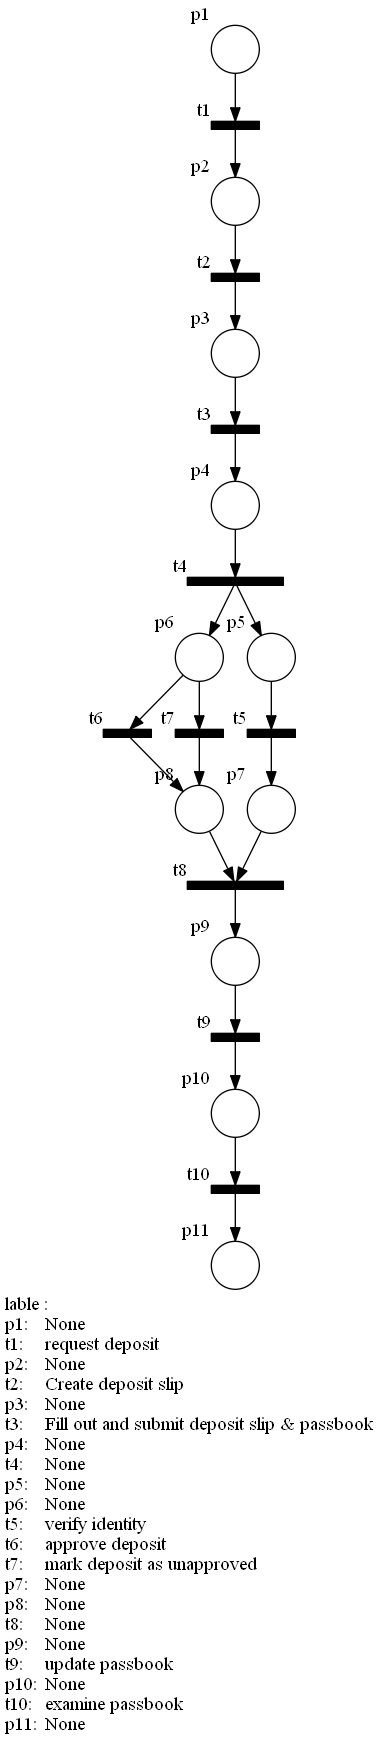 p1
t1
p2
t2
p3
t3
p4
t4
p6 p5
t6 t7 t5
p8 p7
t8
p9
t9
p10
t10
p11
lable :
p1: None
t1: request deposit
p2: None
t2: Create deposit slip
p3: None
t3: Fill out and submit deposit slip & passbook
p4: None
t4: None
p5: None
p6: None
t5: verify identity
t6: approve deposit
t7: mark deposit as unapproved
p7: None
p8: None
t8: None
p9: None
t9: update passbook
p10: None
t10: examine passbook
p11: None